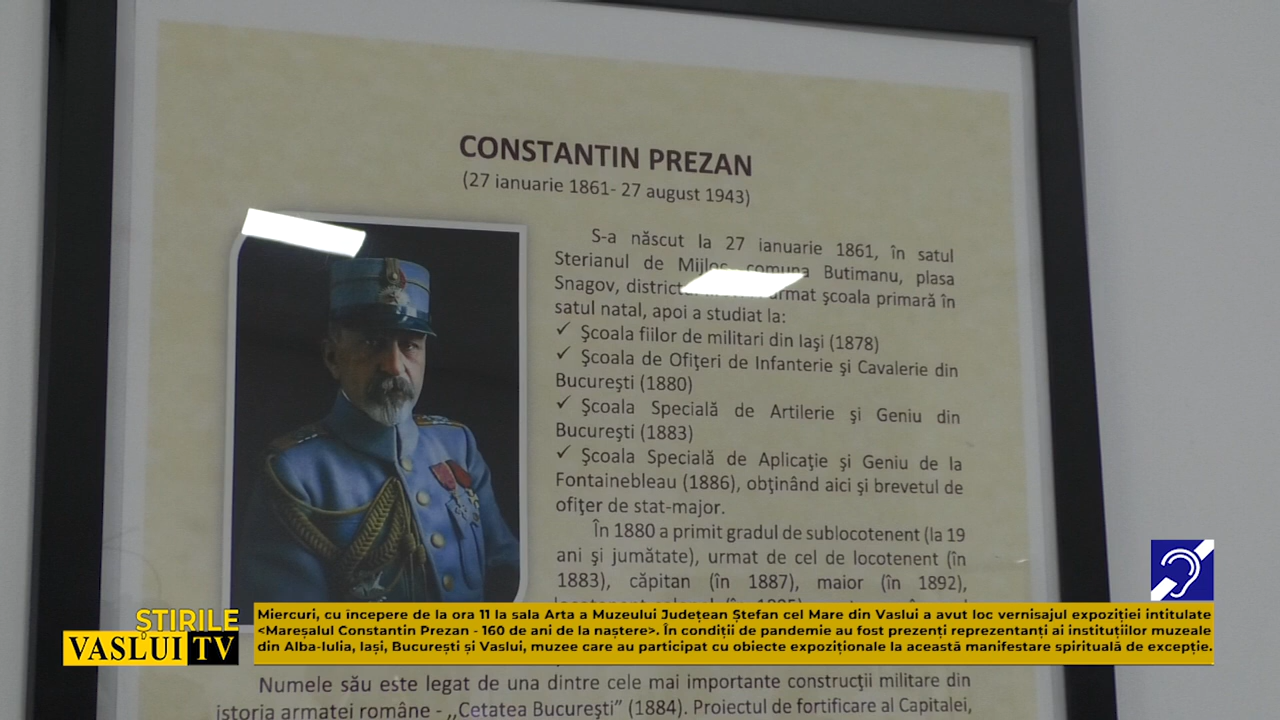 CONSTANTIN PREZAN
(27 ianuarie 1861- 27 august 1943)
S-a născut la 27 ianuarie 1861, în satul
Sterianul de Mijloc, comuna Butimanu, plasa
Snagov, şcoala primară în
satul natal, apoi a studiat la:
✓ Şcoala fiilor de militari din Iaşi (1878)
✓ Şcoala de Ofiţeri de Infanterie şi Cavalerie din
Bucureşti (1880)
✓ Şcoala Specială de Artilerie şi Geniu din
Bucureşti (1883)
✓ Şcoala Specială de Aplicaţie şi Geniu de la
Fontainebleau (1886), obţinând aici şi brevetul de
ofiţer de stat-major.
În 1880 a primit gradul de sublocotenent (la 19
ani şi jumătate), urmat de cel de locotenent (în
1883), căpitan (în 1887), maior (în 1892),
ȘTIRILE
VASLUI TV
Miercuri, cu începere de la ora 11 la sala Arta a Muzeului Județean Ștefan cel Mare din Vaslui a avut loc vernisajul expoziției intitulate
<Mareșalul Constantin Prezan - 160 de ani de la naștere>. În condiții de pandemie au fost prezenți reprezentanți ai instituțiilor muzeale
din Alba-Iulia, Iași, București și Vaslui, muzee care au participat cu obiecte expoziționale la această manifestare spirituală de excepție.
Numele său este legat de una dintre cele mai importante construcţii militare din
istoria armatei române - ,,Cetatea Bucureşti” (1884). Proiectul de fortificare al Capitalei,